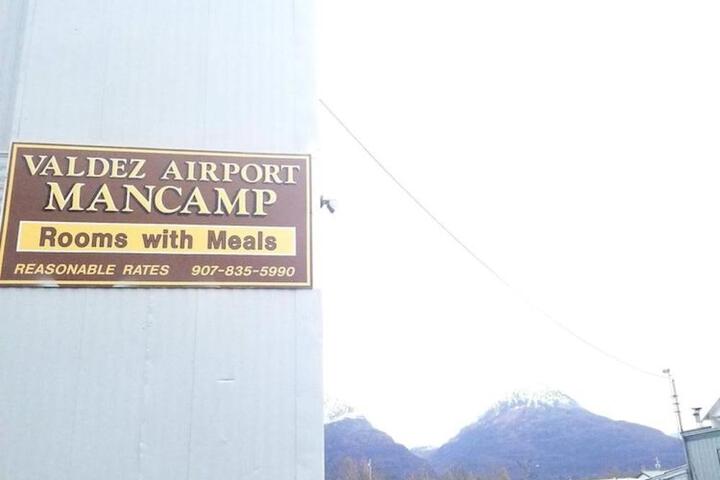 VALDEZ AIRPORT
MANCAMP
Rooms with Meals
REASONABLE RATES 907-835-5990